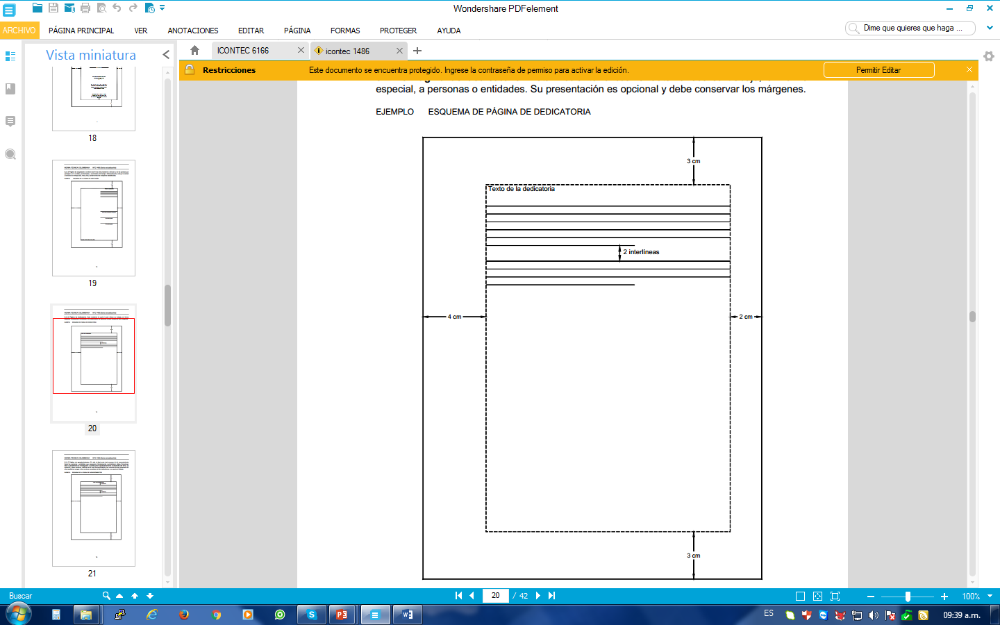 Wondershare PDFelement
ARCHIVO PÁGINA PRINCIPAL VER ANOTACIONES EDITAR PÁGINA FORMAS PROTEGER AYUDA
Dime que quieres que haga ...
Vista miniatura
ICONTEC 6166
icontec 1486
Restricciones
Este documento se encuentra protegido. Ingrese la contraseña de permiso para activar la edición.
Permitir Editar
18
19
20
21
especial, a personas o entidades. Su presentación es opcional y debe conservar los márgenes.
EJEMPLO ESQUEMA DE PÁGINA DE DEDICATORIA
3 cm
Texto de la dedicatoria
2 interlíneas
4 cm
2 cm
3 cm
Buscar
20 / 42
100%
ES
09:39 a.m.